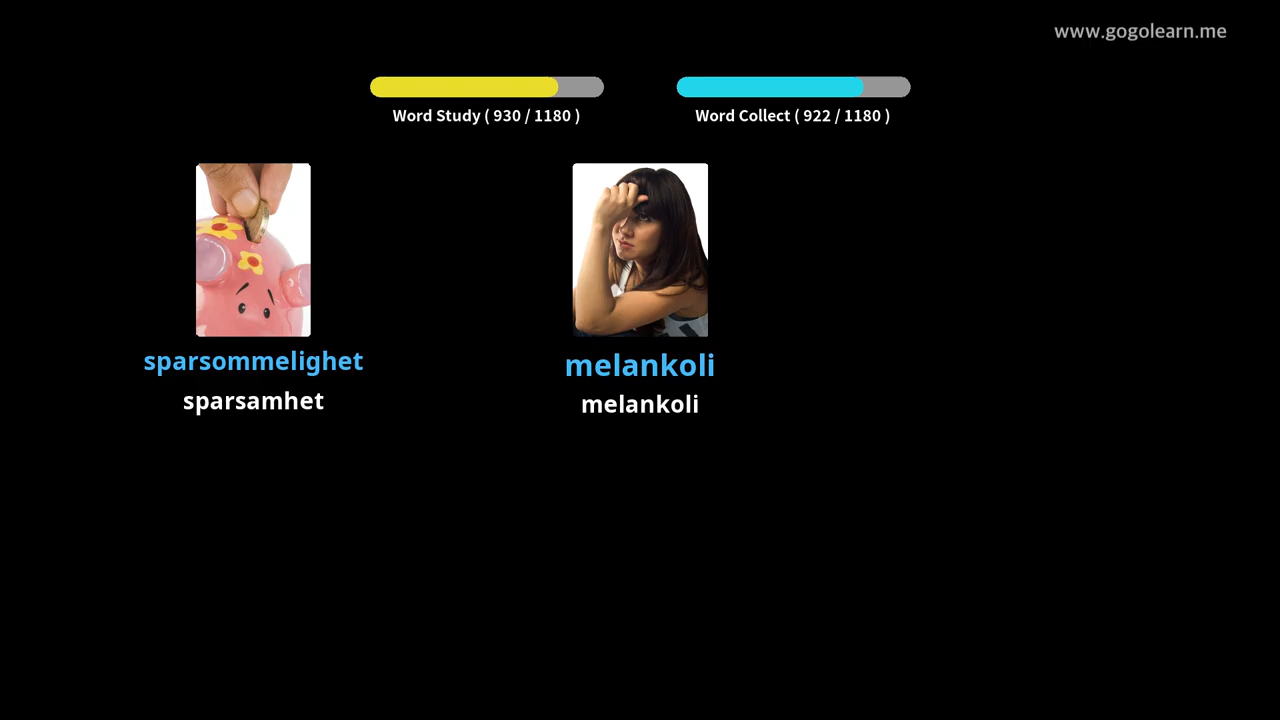 www.gogolearn.me
Word Study ( 930 / 1180 )
Word Collect ( 922 / 1180 )
sparsommelighet
sparsamhet
melankoli
melankoli